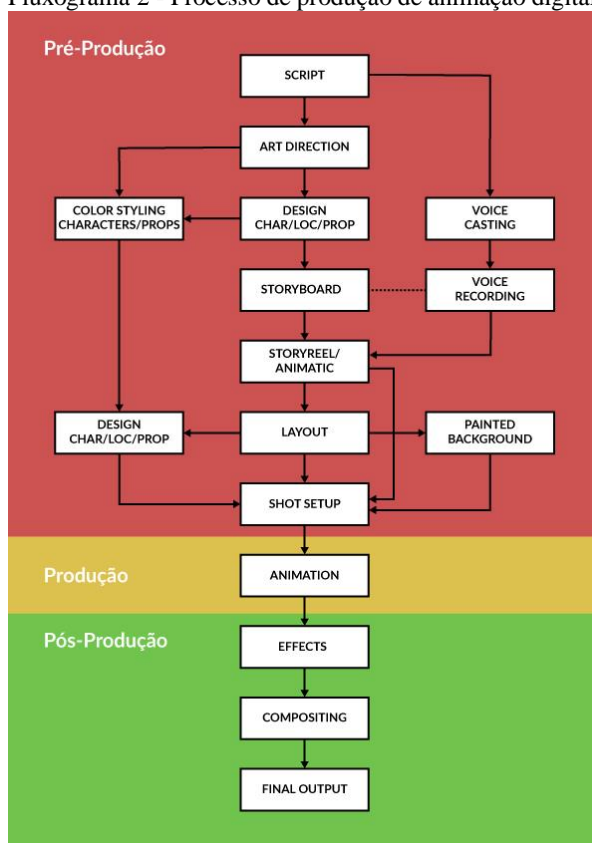 Fluxograma 2 - Processo de produção de animação digital
Pré-Produção
SCRIPT
ART DIRECTION
COLOR STYLING
CHARACTERS/PROPS
DESIGN
CHAR/LOC/PROP
VOICE
CASTING
STORYBOARD
VOICE
RECORDING
STORYREEL/
ANIMATIC
DESIGN
CHAR/LOC/PROP
LAYOUT
PAINTED
BACKGROUND
SHOT SETUP
Produção
ANIMATION
Pós-Produção
EFFECTS
COMPOSITING
FINAL OUTPUT